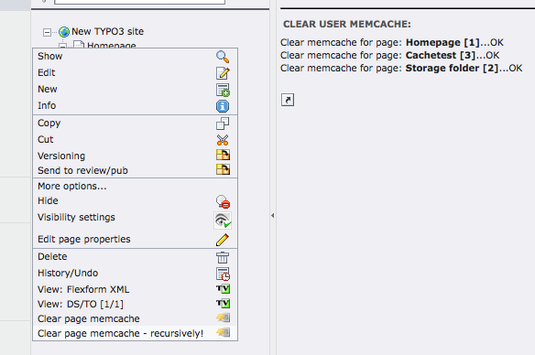 New TYPO3 site
Homepage
Show
Edit
New
Info
Copy
Cut
Versioning
Send to review/pub
More options...
Hide
Visibility settings
Edit page properties
Delete
History/Undo
View: Flexform XML
View: DS/TO [1/1]
Clear page memcache
Clear page memcache - recursively!
CLEAR USER MEMCACHE:
Clear memcache for page: Homepage [1]...OK
Clear memcache for page: Cachetest [3]...OK
Clear memcache for page: Storage folder [2]...OK